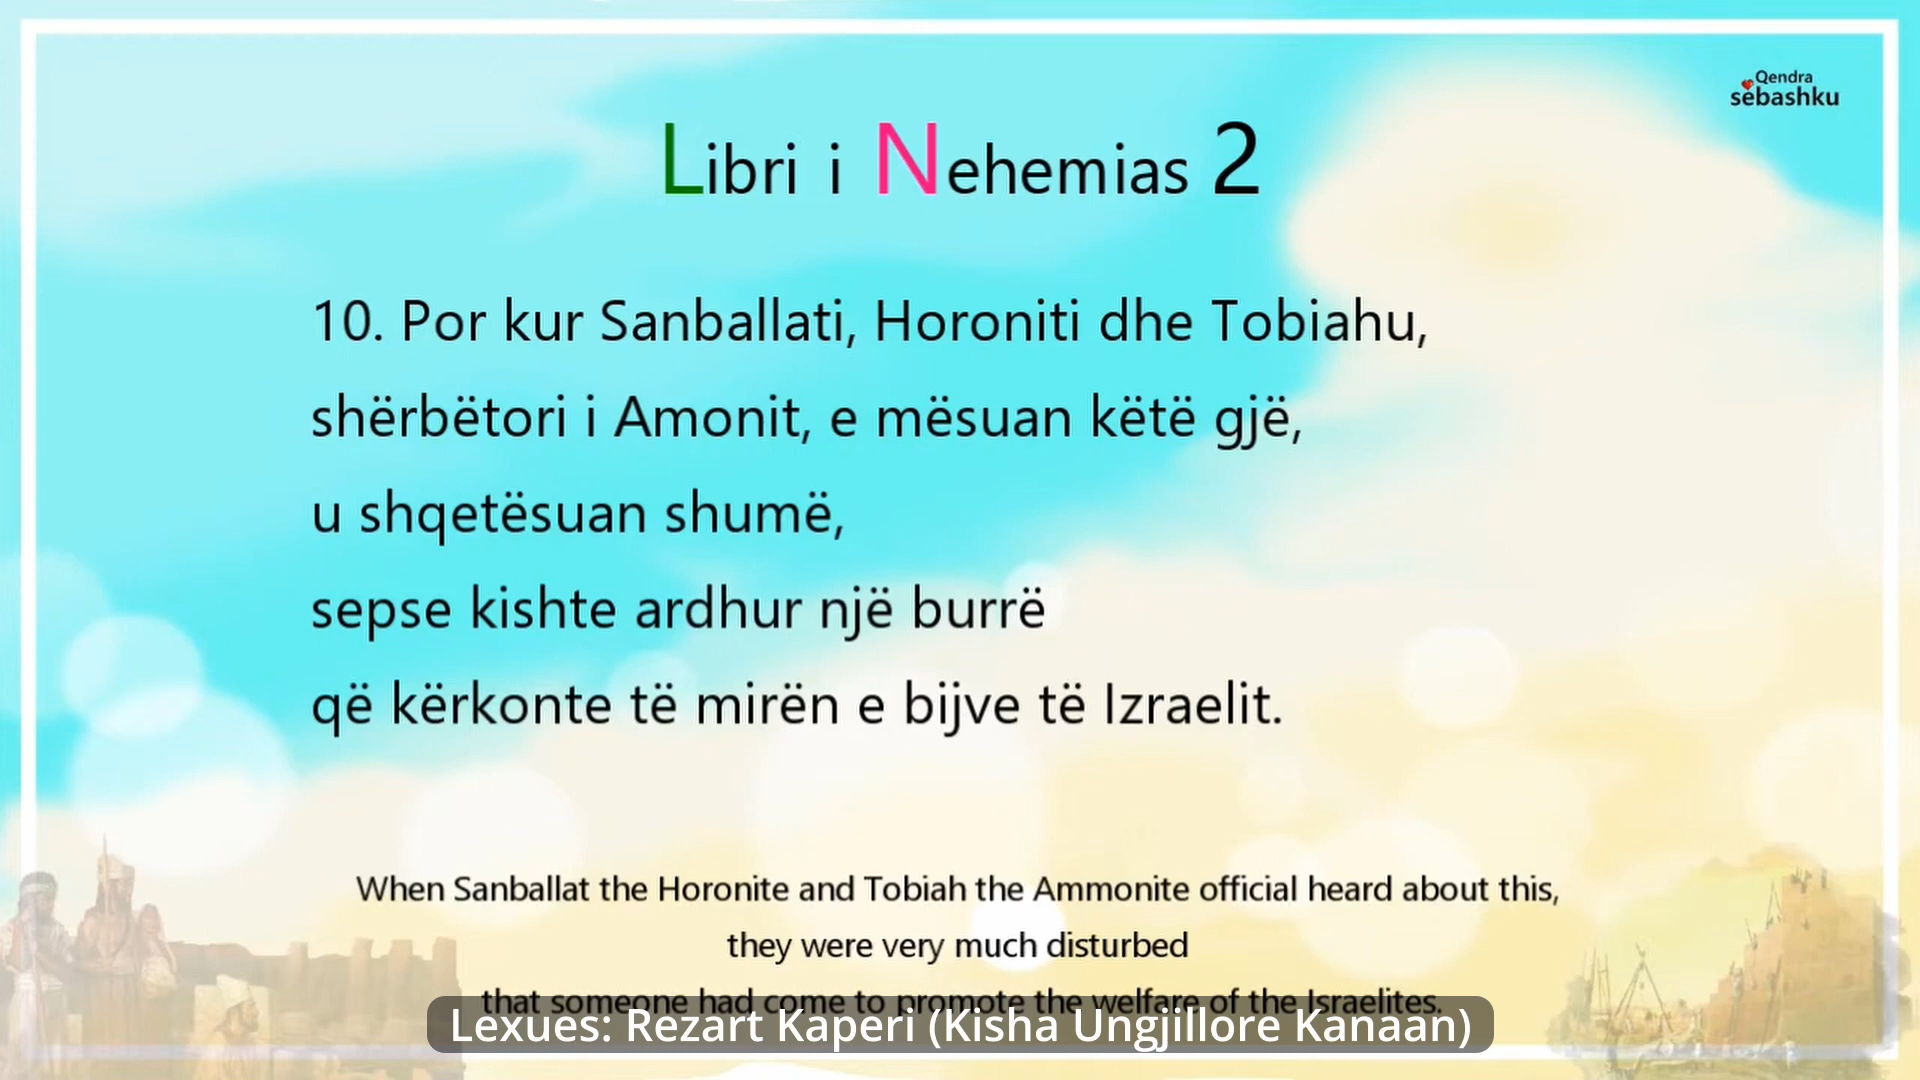 Qendra
sëbashku
Libri i Nehemias 2
10. Por kur Sanballati, Horoniti dhe Tobiahu,
shërbëtori i Amonit, e mësuan këtë gjë,
u shqetësuan shumë,
sepse kishte ardhur një burrë
që kërkonte të mirën e bijve të Izraelit.
When Sanballat the Horonite and Tobiah the Ammonite official heard about this,
they were very much disturbed
that someone had come to promote the welfare of the Israelites.
Lexues: Rezart Kaperi (Kisha Ungjillore Kanaan)